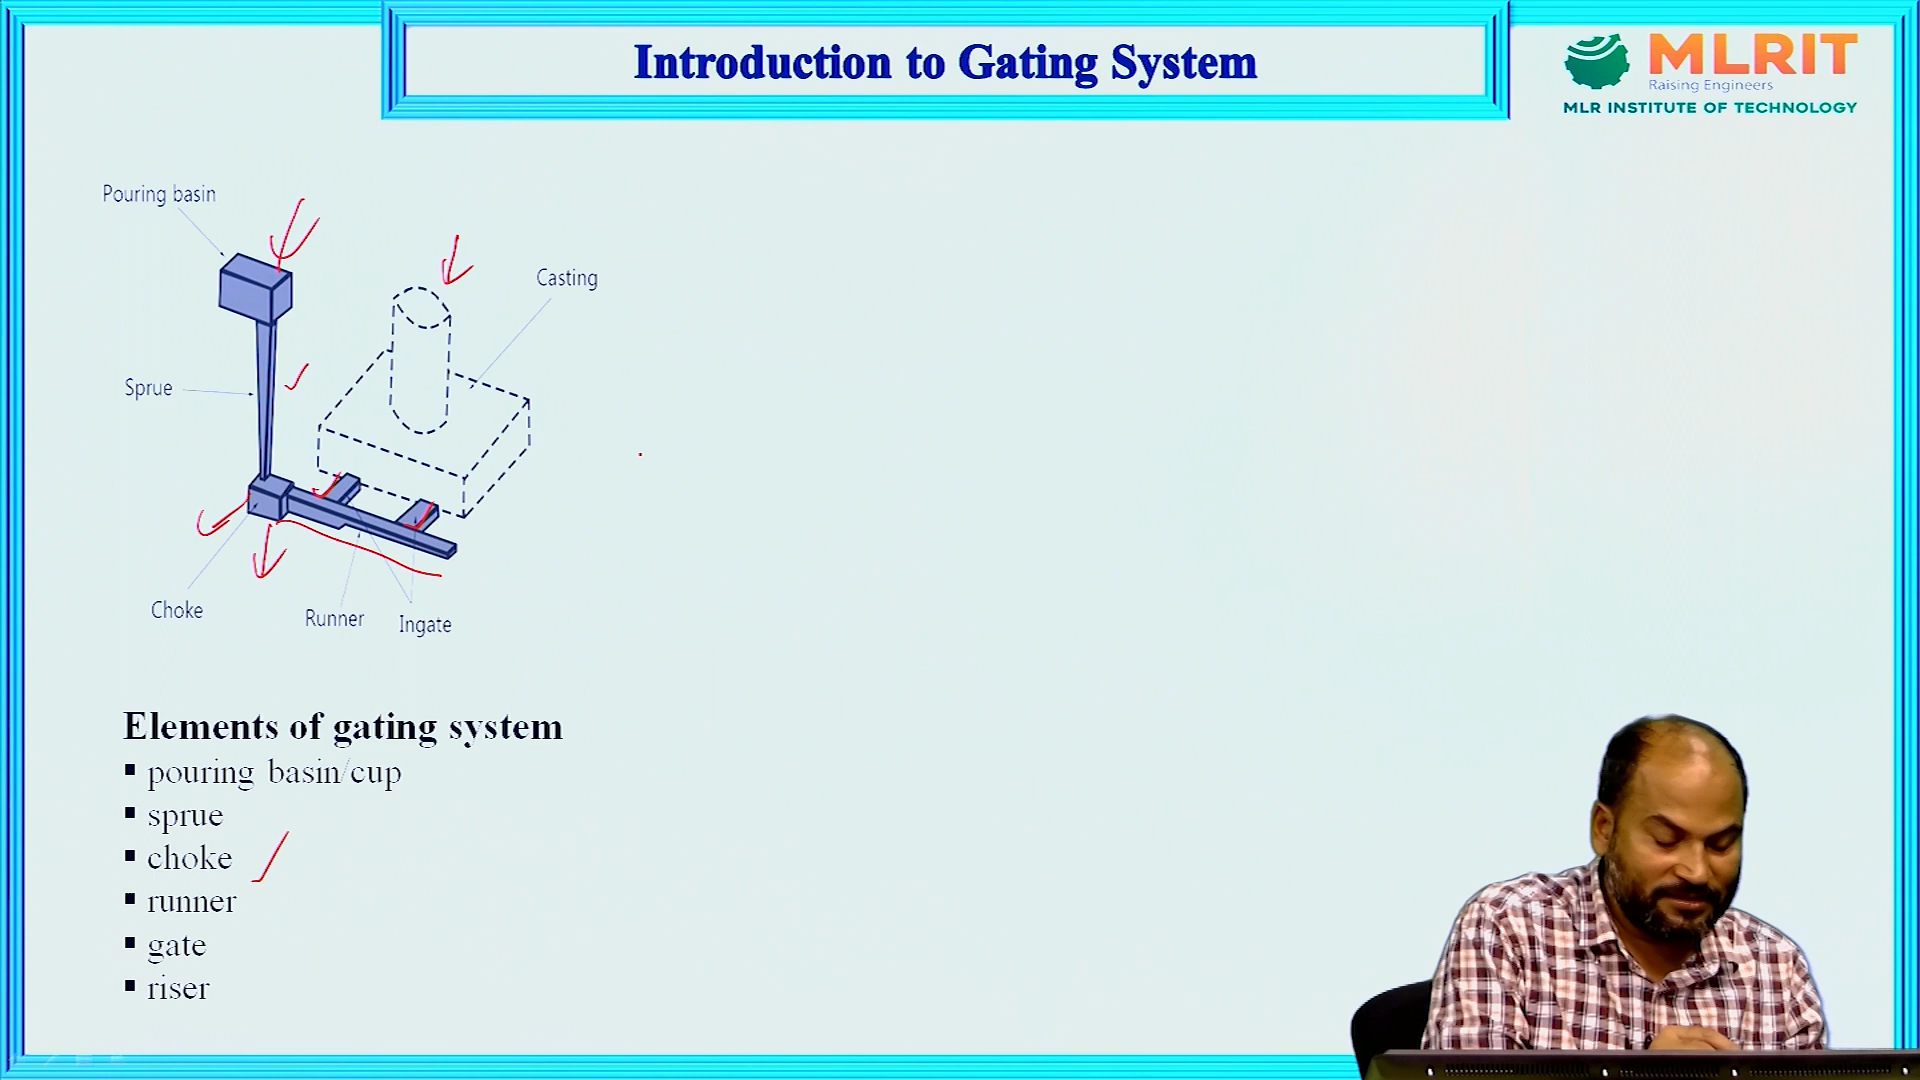 Introduction to Gating System
MLRIT
Raising Engineers
MLR INSTITUTE OF TECHNOLOGY
Pouring basin
Casting
Sprue
Choke
Runner
Ingate
Elements of gating system
▪ pouring basin/cup
▪ sprue
▪ choke
▪ runner
▪ gate
▪ riser